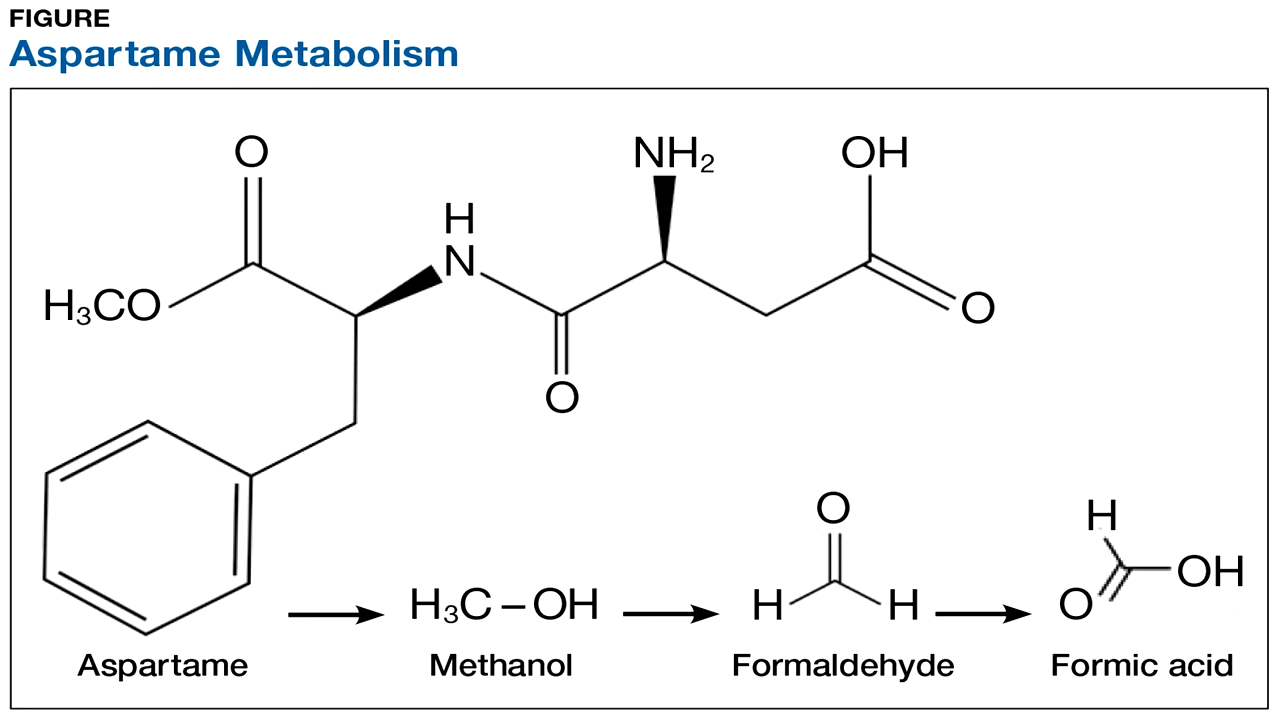 FIGURE
Aspartame Metabolism
O
NH₂
OH
H
N
H₃CO
O
O
O
H
H₃C–OH
H
H
OH
O
Aspartame
Methanol
Formaldehyde
Formic acid